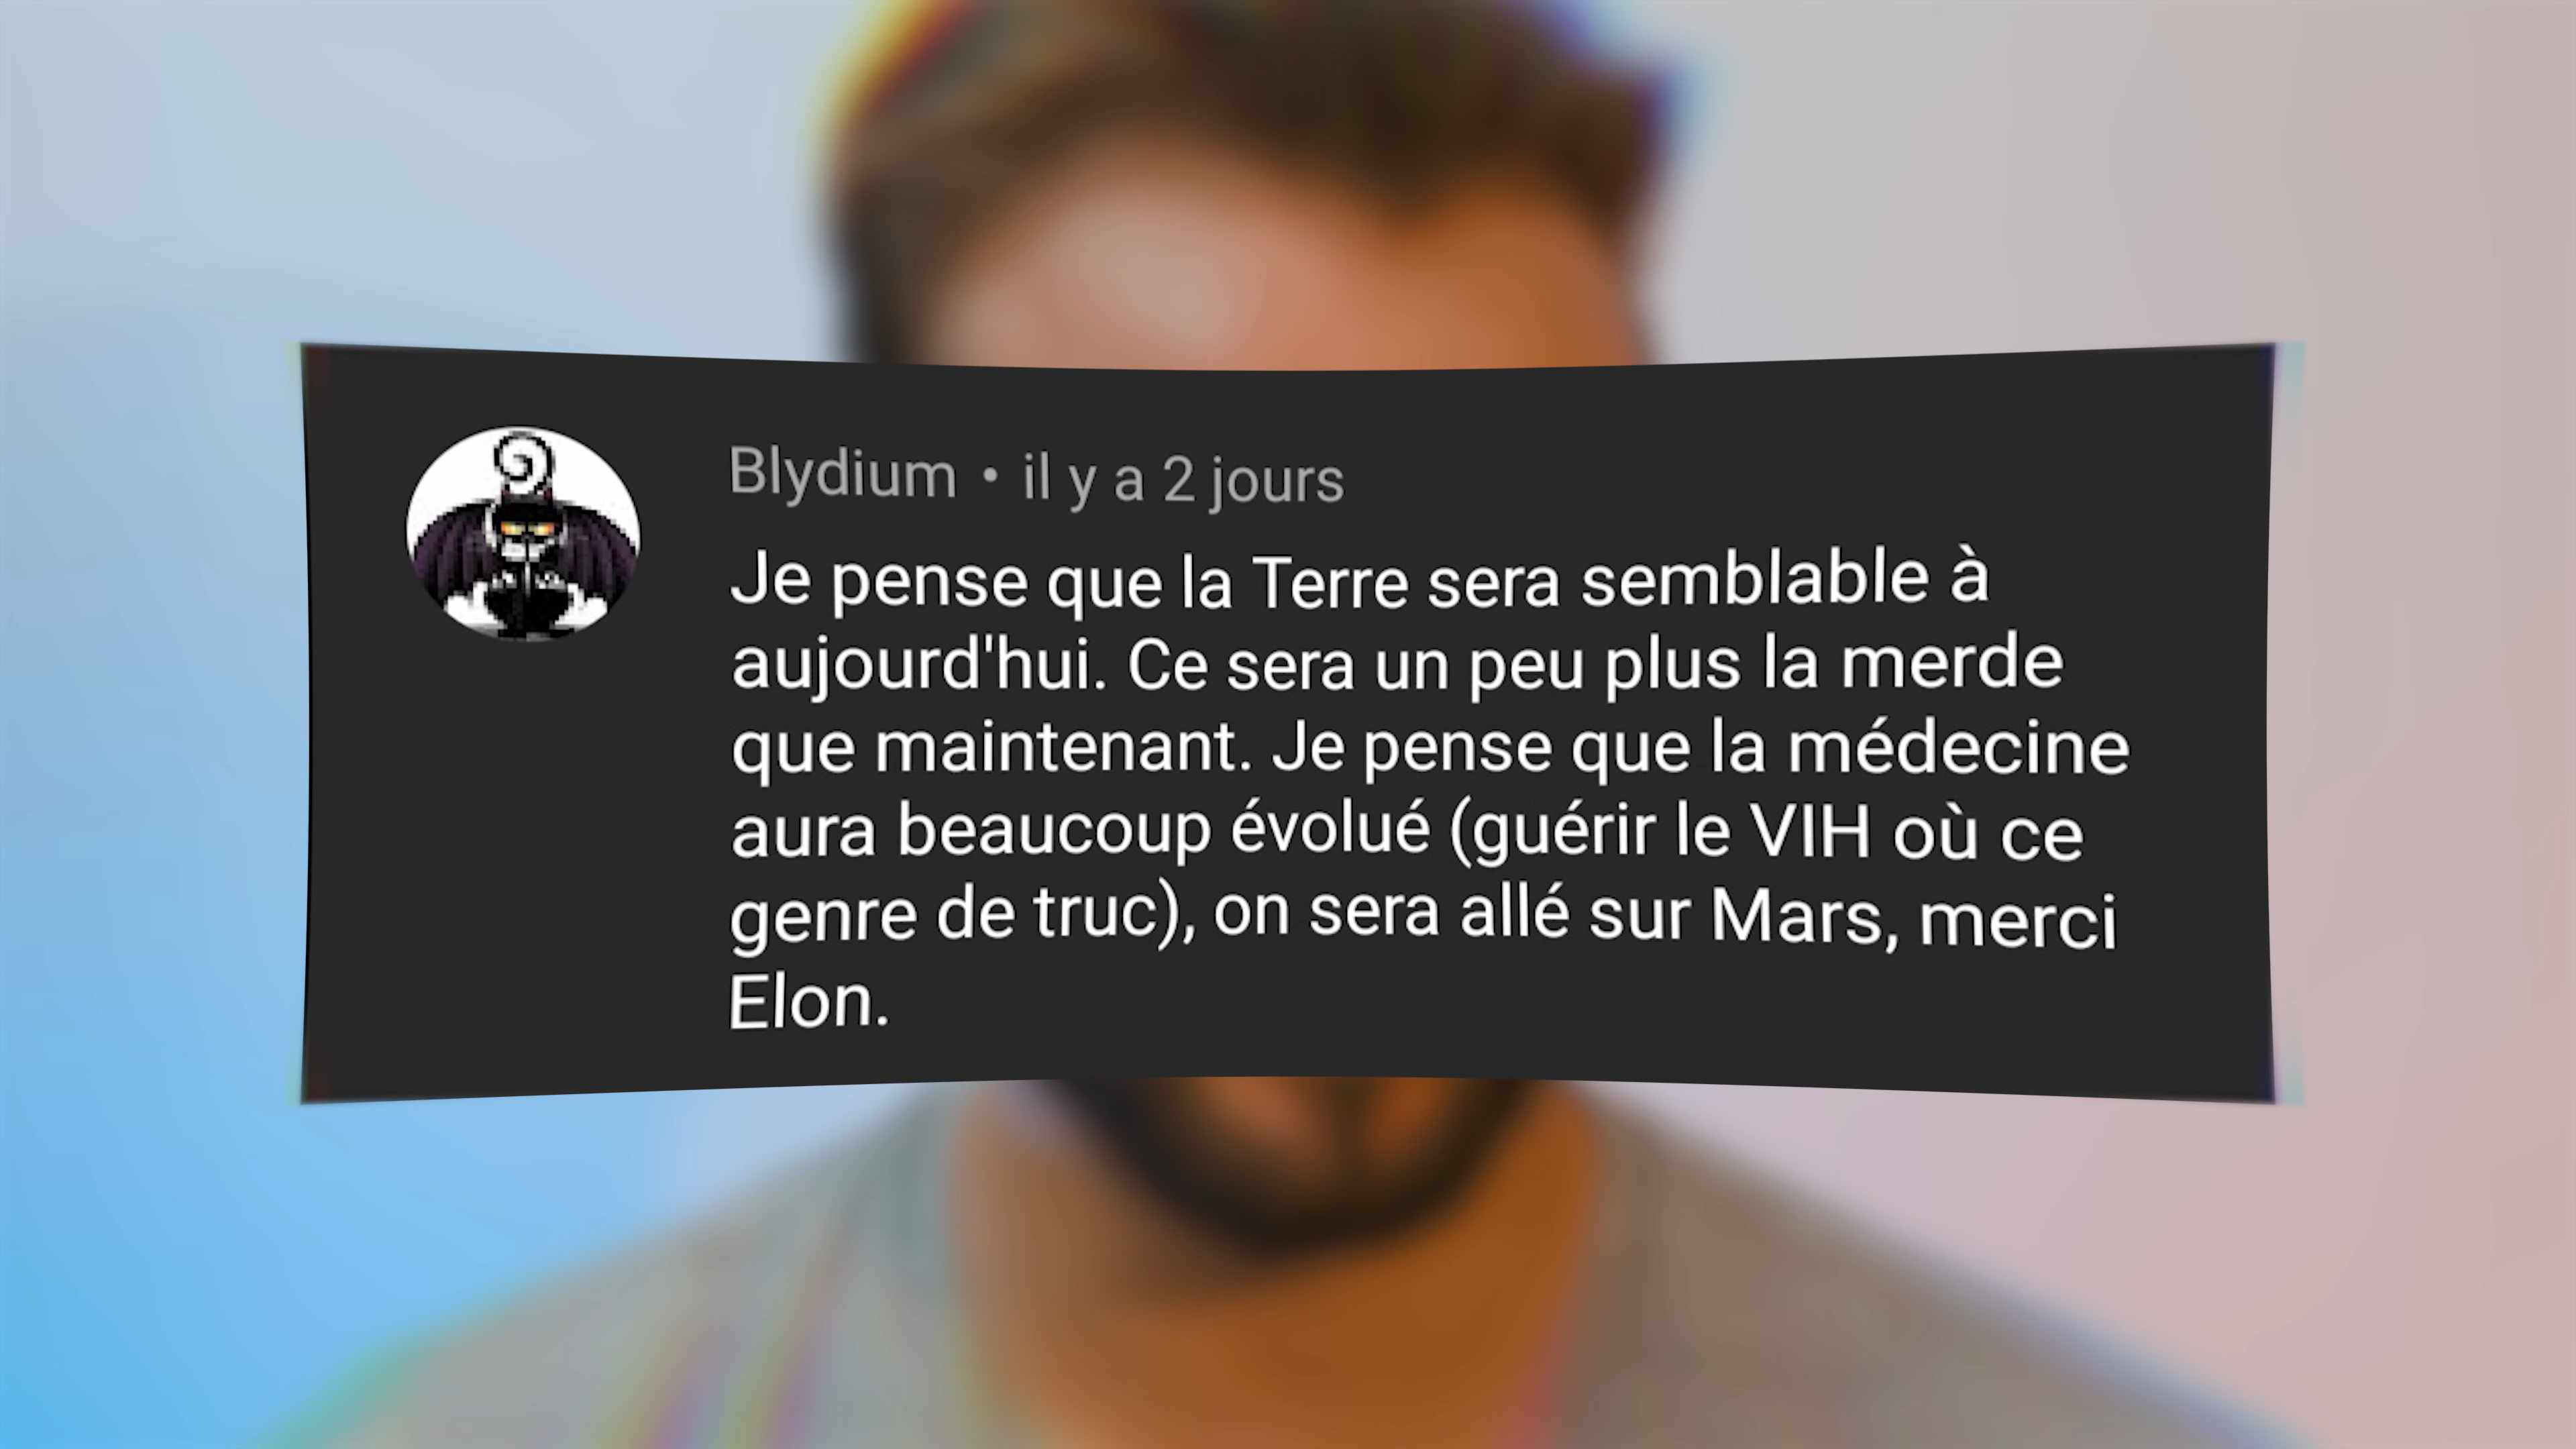 Blydium • il y a 2 jours
Je pense que la Terre sera semblable à
aujourd'hui. Ce sera un peu plus la merde
que maintenant. Je pense que la médecine
aura beaucoup évolué (guérir le VIH où ce
genre de truc), on sera allé sur Mars, merci
Elon.